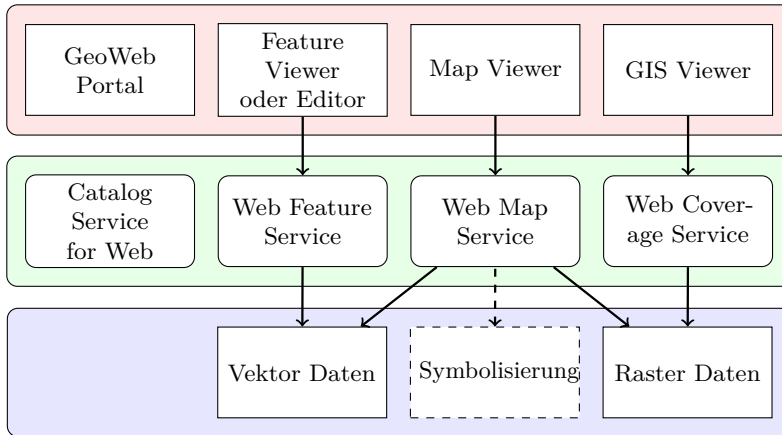 GeoWeb
Portal
Feature
Viewer
oder Editor
Map Viewer
GIS Viewer
Catalog
Service
for Web
Web Feature
Service
Web Map
Service
Web Cover-
age Service
Vektor Daten
Symbolisierung
Raster Daten